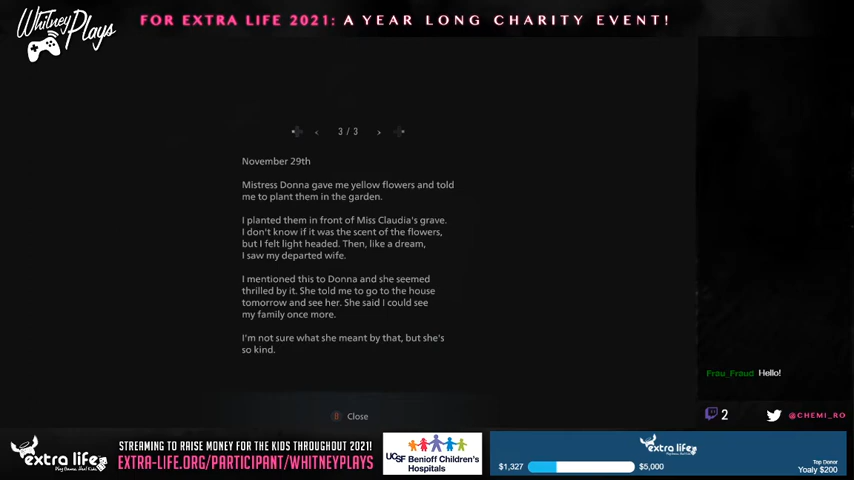 WhitneyPlays
FOR EXTRA LIFE 2021: A YEAR LONG CHARITY EVENT!
< 3 / 3 >
November 29th
Mistress Donna gave me yellow flowers and told
me to plant them in the garden.
I planted them in front of Miss Claudia's grave.
I don't know if it was the scent of the flowers,
but I felt light headed. Then, like a dream,
I saw my departed wife.
I mentioned this to Donna and she seemed
thrilled by it. She told me to go to the house
tomorrow and see her. She said I could see
my family once more.
I'm not sure what she meant by that, but she's
so kind.
Close
Frau_Fraud Hello!
2
@CHEMI_RO
extra life
Play Games. Heal Kids.
STREAMING TO RAISE MONEY FOR THE KIDS THROUGHOUT 2021!
EXTRA-LIFE.ORG/PARTICIPANT/WHITNEYPLAYS
UCSF Benioff Children's
Hospitals
extra life
$1,327
$5,000
Top Donor
Yoaly $200